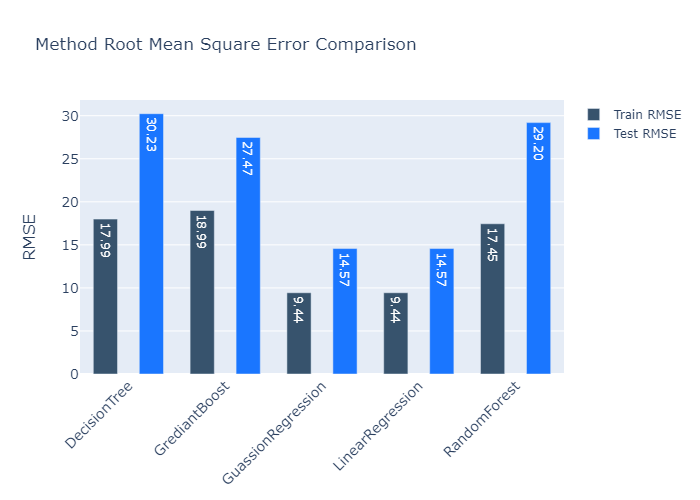 Method Root Mean Square Error Comparison
Train RMSE
Test RMSE
RMSE
30
25
20
15
10
5
0
17.99
30.23
18.99
27.47
9.44
14.57
9.44
14.57
17.45
29.20
DecisionTree
GrediantBoost
GuassionRegression
LinearRegression
RandomForest